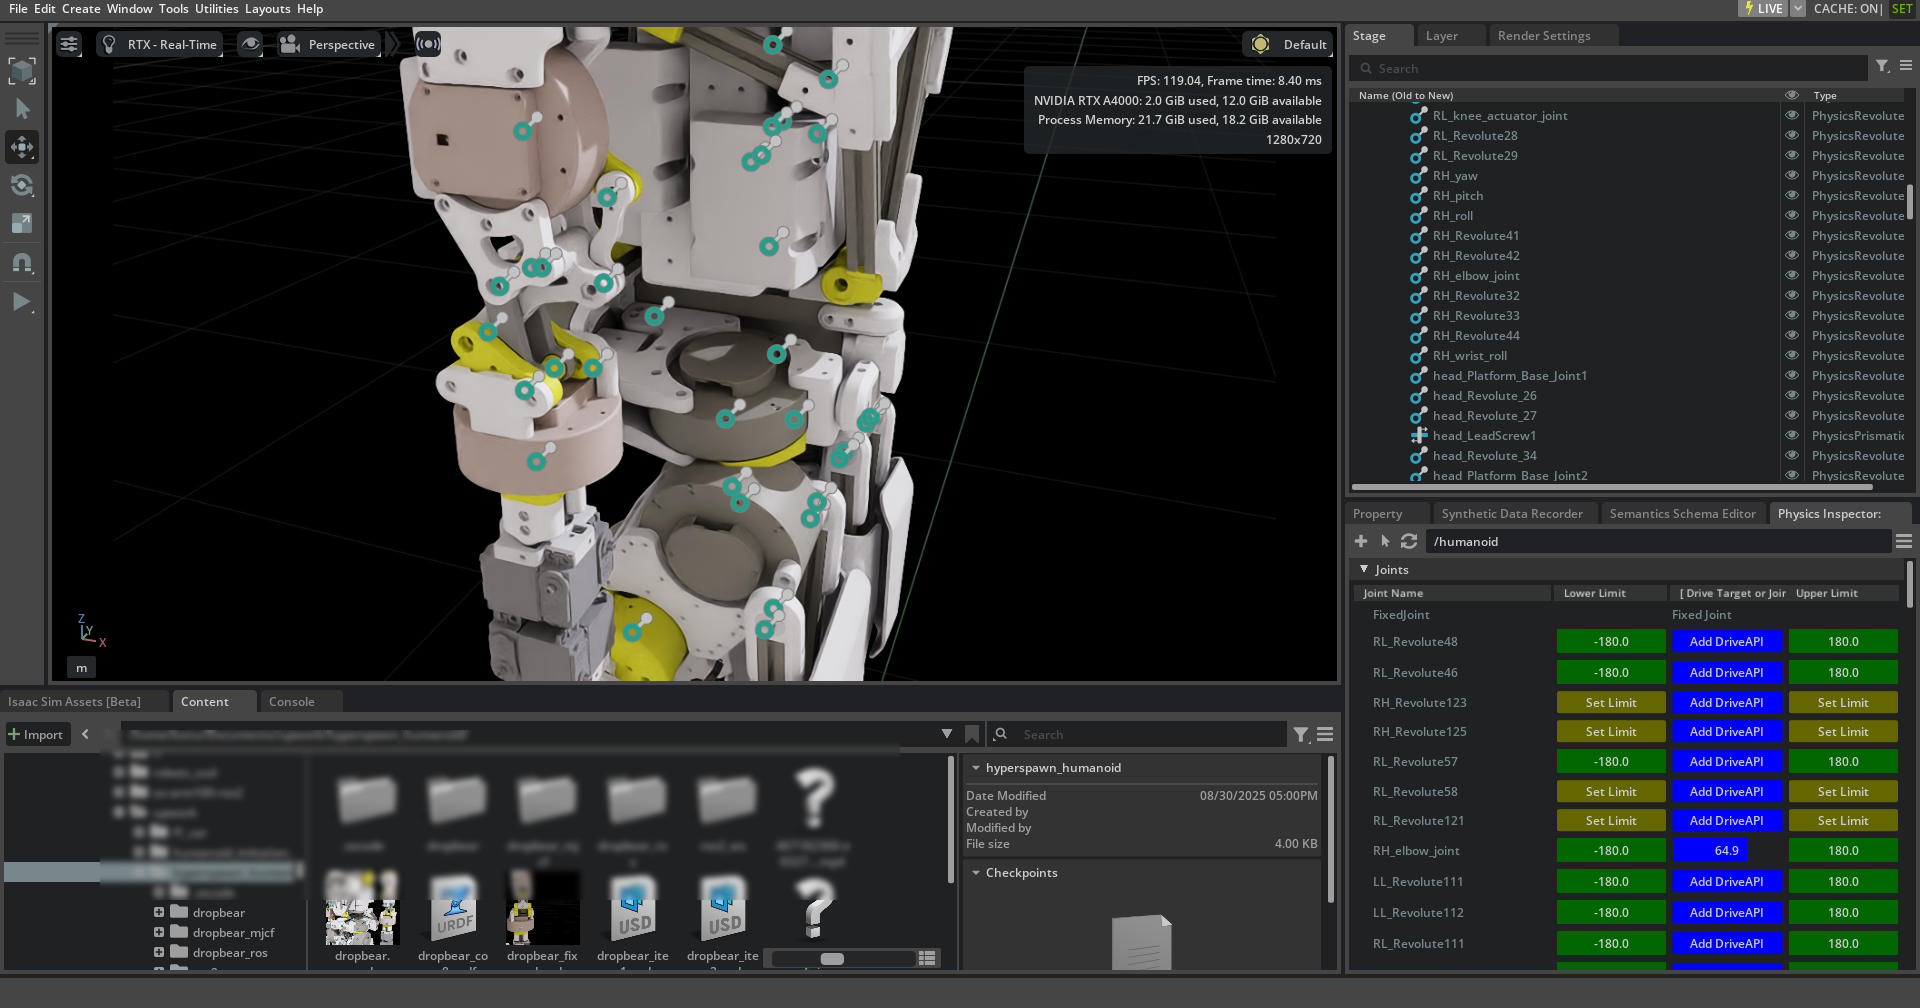 File Edit Create Window Tools Utilities Layouts Help
LIVE CACHE: ON| SET
RTX - Real-Time
Perspective
Default
FPS: 119.04, Frame time: 8.40 ms
NVIDIA RTX A4000: 2.0 GiB used, 12.0 GiB available
Process Memory: 21.7 GiB used, 18.2 GiB available
1280x720
Z
Y
X
m
Stage Layer Render Settings
Search
Name (Old to New) Type
RL_knee_actuator_joint PhysicsRevolute
RL_Revolute28 PhysicsRevolute
RL_Revolute29 PhysicsRevolute
RH_yaw PhysicsRevolute
RH_pitch PhysicsRevolute
RH_roll PhysicsRevolute
RH_Revolute41 PhysicsRevolute
RH_Revolute42 PhysicsRevolute
RH_elbow_joint PhysicsRevolute
RH_Revolute32 PhysicsRevolute
RH_Revolute33 PhysicsRevolute
RH_Revolute44 PhysicsRevolute
RH_wrist_roll PhysicsRevolute
head_Platform_Base_Joint1 PhysicsRevolute
head_Revolute_26 PhysicsRevolute
head_Revolute_27 PhysicsRevolute
head_LeadScrew1 PhysicsPrismatic
head_Revolute_34 PhysicsRevolute
head_Platform_Base_Joint2 PhysicsRevolute
Property Synthetic Data Recorder Semantics Schema Editor Physics Inspector:
/humanoid
Joints
Joint Name Lower Limit [ Drive Target or Joir Upper Limit
FixedJoint Fixed Joint
RL_Revolute48 -180.0 Add DriveAPI 180.0
RL_Revolute46 -180.0 Add DriveAPI 180.0
RH_Revolute123 Set Limit Add DriveAPI Set Limit
RH_Revolute125 Set Limit Add DriveAPI Set Limit
RL_Revolute57 -180.0 Add DriveAPI 180.0
RL_Revolute58 Set Limit Add DriveAPI Set Limit
RL_Revolute121 Set Limit Add DriveAPI Set Limit
RH_elbow_joint -180.0 64.9 180.0
LL_Revolute111 -180.0 Add DriveAPI 180.0
LL_Revolute112 -180.0 Add DriveAPI 180.0
RL_Revolute111 -180.0 Add DriveAPI 180.0
Isaac Sim Assets [Beta] Content Console
Import
Search
dropbear
dropbear_mjcf
dropbear_ros
URDF
USD
USD
dropbear. dropbear_co dropbear_fix dropbear_ite dropbear_ite
hyperspawn_humanoid
Date Modified 08/30/2025 05:00PM
Created by
Modified by
File size 4.00 KB
Checkpoints